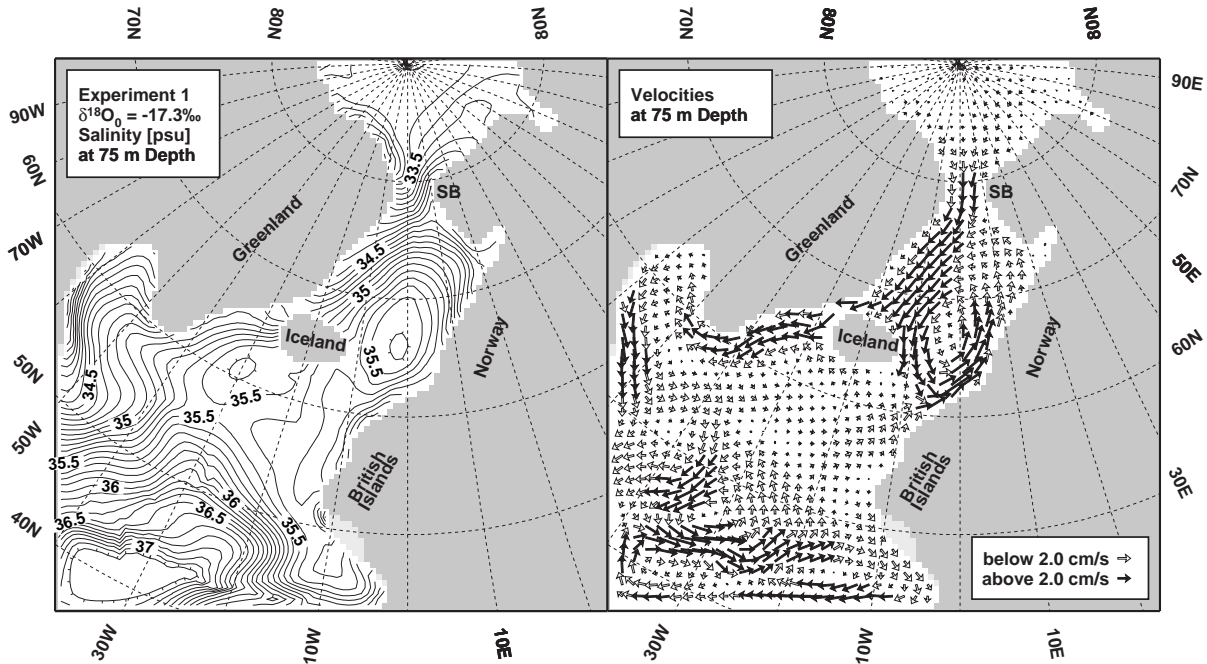 70N
80N
80N
70N
80N
80N
90W
60N
70W
50N
50W
40N
90E
70N
50E
60N
30E
Experiment 1
δ¹⁸O₀ = -17.3‰
Salinity [psu]
at 75 m Depth
33.5
SB
Greenland
34.5
35
Iceland
35.5
Norway
34.5
35.5
35
35.5
35.5
36
36
36.5
36.5
35.5
37
British
Islands
Velocities
at 75 m Depth
SB
Greenland
Iceland
Norway
British
Islands
below 2.0 cm/s
above 2.0 cm/s
30W
10W
10E
30W
10W
10E